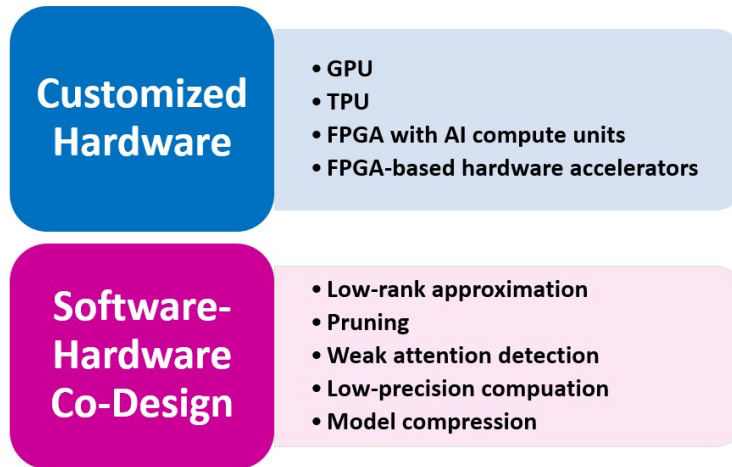 Customized
Hardware
• GPU
• TPU
• FPGA with AI compute units
• FPGA-based hardware accelerators
Software-
Hardware
Co-Design
• Low-rank approximation
• Pruning
• Weak attention detection
• Low-precision compuation
• Model compression